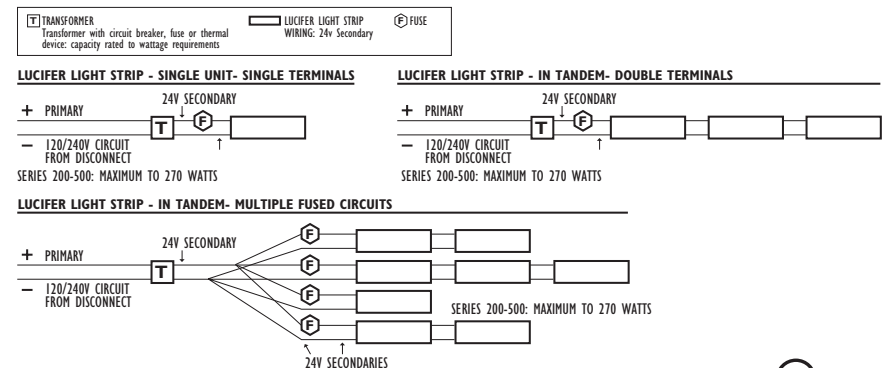 T TRANSFORMER
Transformer with circuit breaker, fuse or thermal
device: capacity rated to wattage requirements
LUCIFER LIGHT STRIP
WIRING: 24v Secondary
F FUSE
LUCIFER LIGHT STRIP - SINGLE UNIT- SINGLE TERMINALS
24V SECONDARY
+ PRIMARY
T
F
− 120/240V CIRCUIT
FROM DISCONNECT
SERIES 200-500: MAXIMUM TO 270 WATTS
LUCIFER LIGHT STRIP - IN TANDEM- DOUBLE TERMINALS
24V SECONDARY
+ PRIMARY
T
F
− 120/240V CIRCUIT
FROM DISCONNECT
SERIES 200-500: MAXIMUM TO 270 WATTS
LUCIFER LIGHT STRIP - IN TANDEM- MULTIPLE FUSED CIRCUITS
24V SECONDARY
+ PRIMARY
T
F
F
F
F
− 120/240V CIRCUIT
FROM DISCONNECT
SERIES 200-500: MAXIMUM TO 270 WATTS
24V SECONDARIES